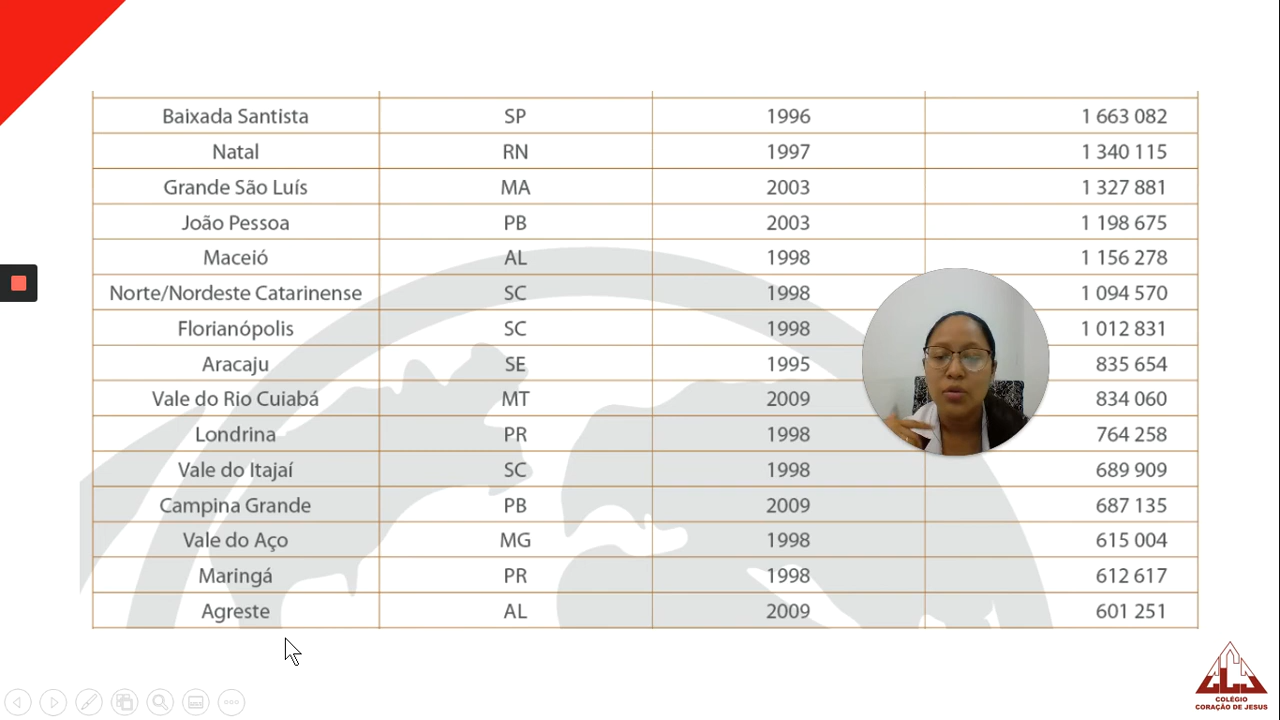 Baixada Santista SP 1996 1 663 082
Natal RN 1997 1 340 115
Grande São Luís MA 2003 1 327 881
João Pessoa PB 2003 1 198 675
Maceió AL 1998 1 156 278
Norte/Nordeste Catarinense SC 1998 1 094 570
Florianópolis SC 1998 1 012 831
Aracaju SE 1995 835 654
Vale do Rio Cuiabá MT 2009 834 060
Londrina PR 1998 764 258
Vale do Itajaí SC 1998 689 909
Campina Grande PB 2009 687 135
Vale do Aço MG 1998 615 004
Maringá PR 1998 612 617
Agreste AL 2009 601 251
COLÉGIO
CORAÇÃO DE JESUS